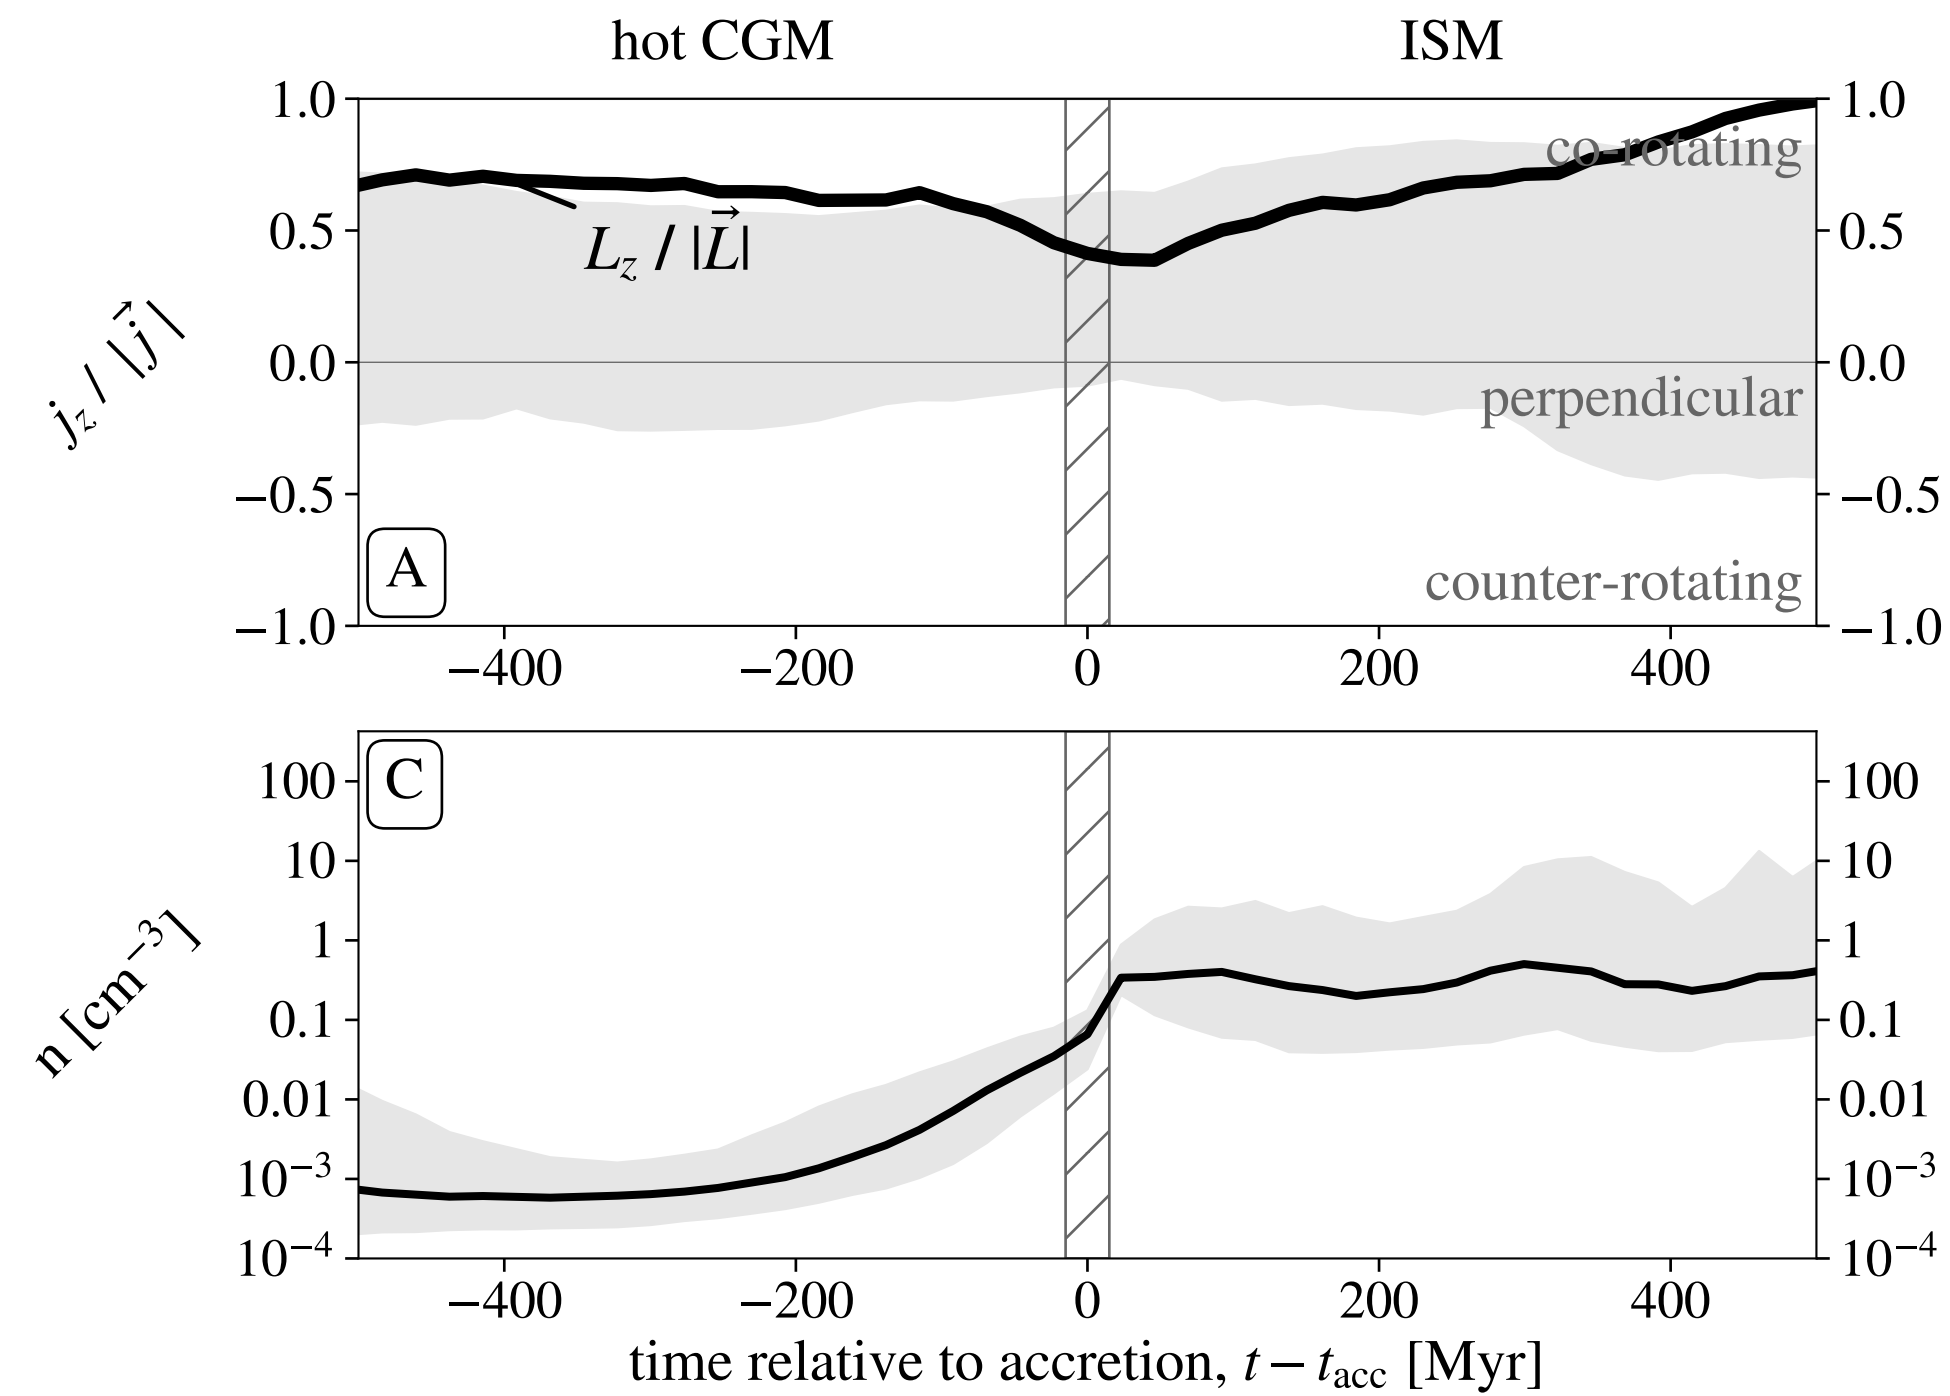 hot CGM ISM
1.0 1.0
co-rotating
0.5 0.5
L_z / |L⃗|
j_z / |j⃗|
0.0 0.0
perpendicular
−0.5 −0.5
A
counter-rotating
−1.0 −1.0
−400 −200 0 200 400
C
100 100
10 10
1 1
n [cm⁻³]
0.1 0.1
0.01 0.01
10⁻³ 10⁻³
10⁻⁴ 10⁻⁴
−400 −200 0 200 400
time relative to accretion, t − t_acc [Myr]